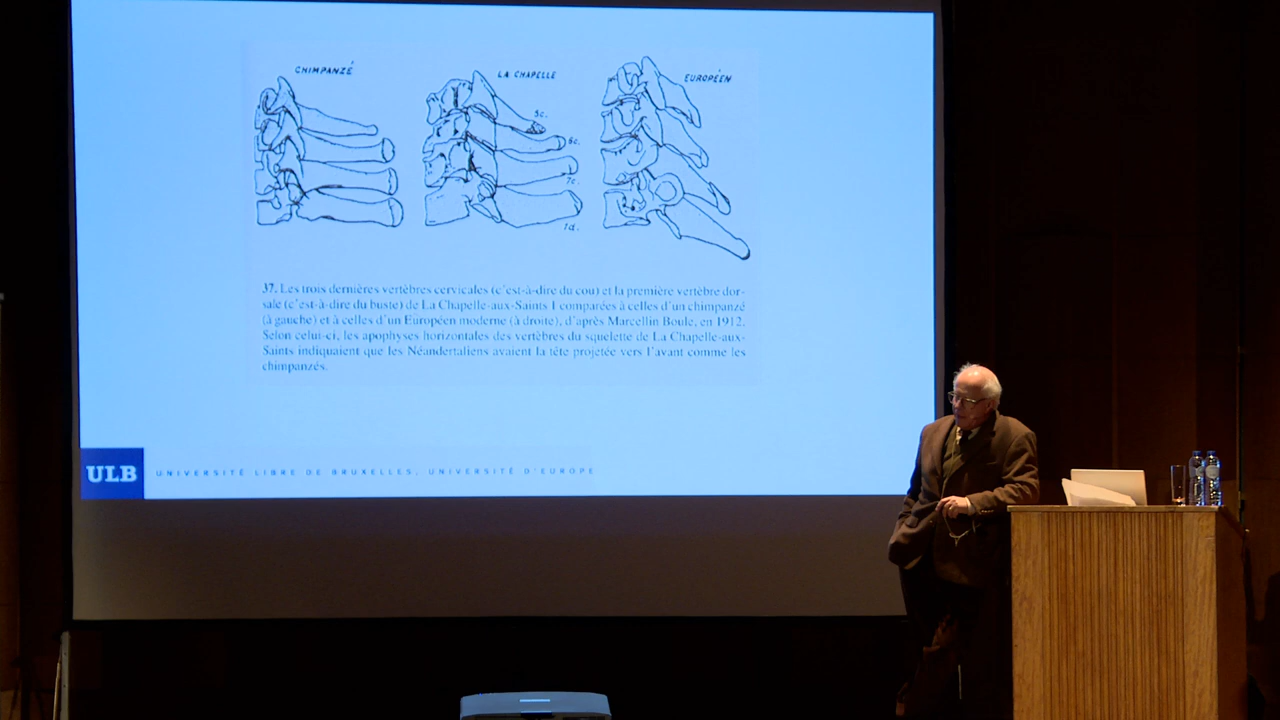 CHIMPANZÉ
LA CHAPELLE
EUROPÉEN
5c.
6c.
7c.
1d.
37. Les trois dernières vertèbres cervicales (c'est-à-dire du cou) et la première vertèbre dor-
sale (c'est-à-dire du buste) de La Chapelle-aux-Saints 1 comparées à celles d'un chimpanzé
(à gauche) et à celles d'un Européen moderne (à droite), d'après Marcellin Boule, en 1912.
Selon celui-ci, les apophyses horizontales des vertèbres du squelette de La Chapelle-aux-
Saints indiquaient que les Néandertaliens avaient la tête projetée vers l'avant comme les
chimpanzés.
ULB
UNIVERSITÉ LIBRE DE BRUXELLES, UNIVERSITÉ D'EUROPE